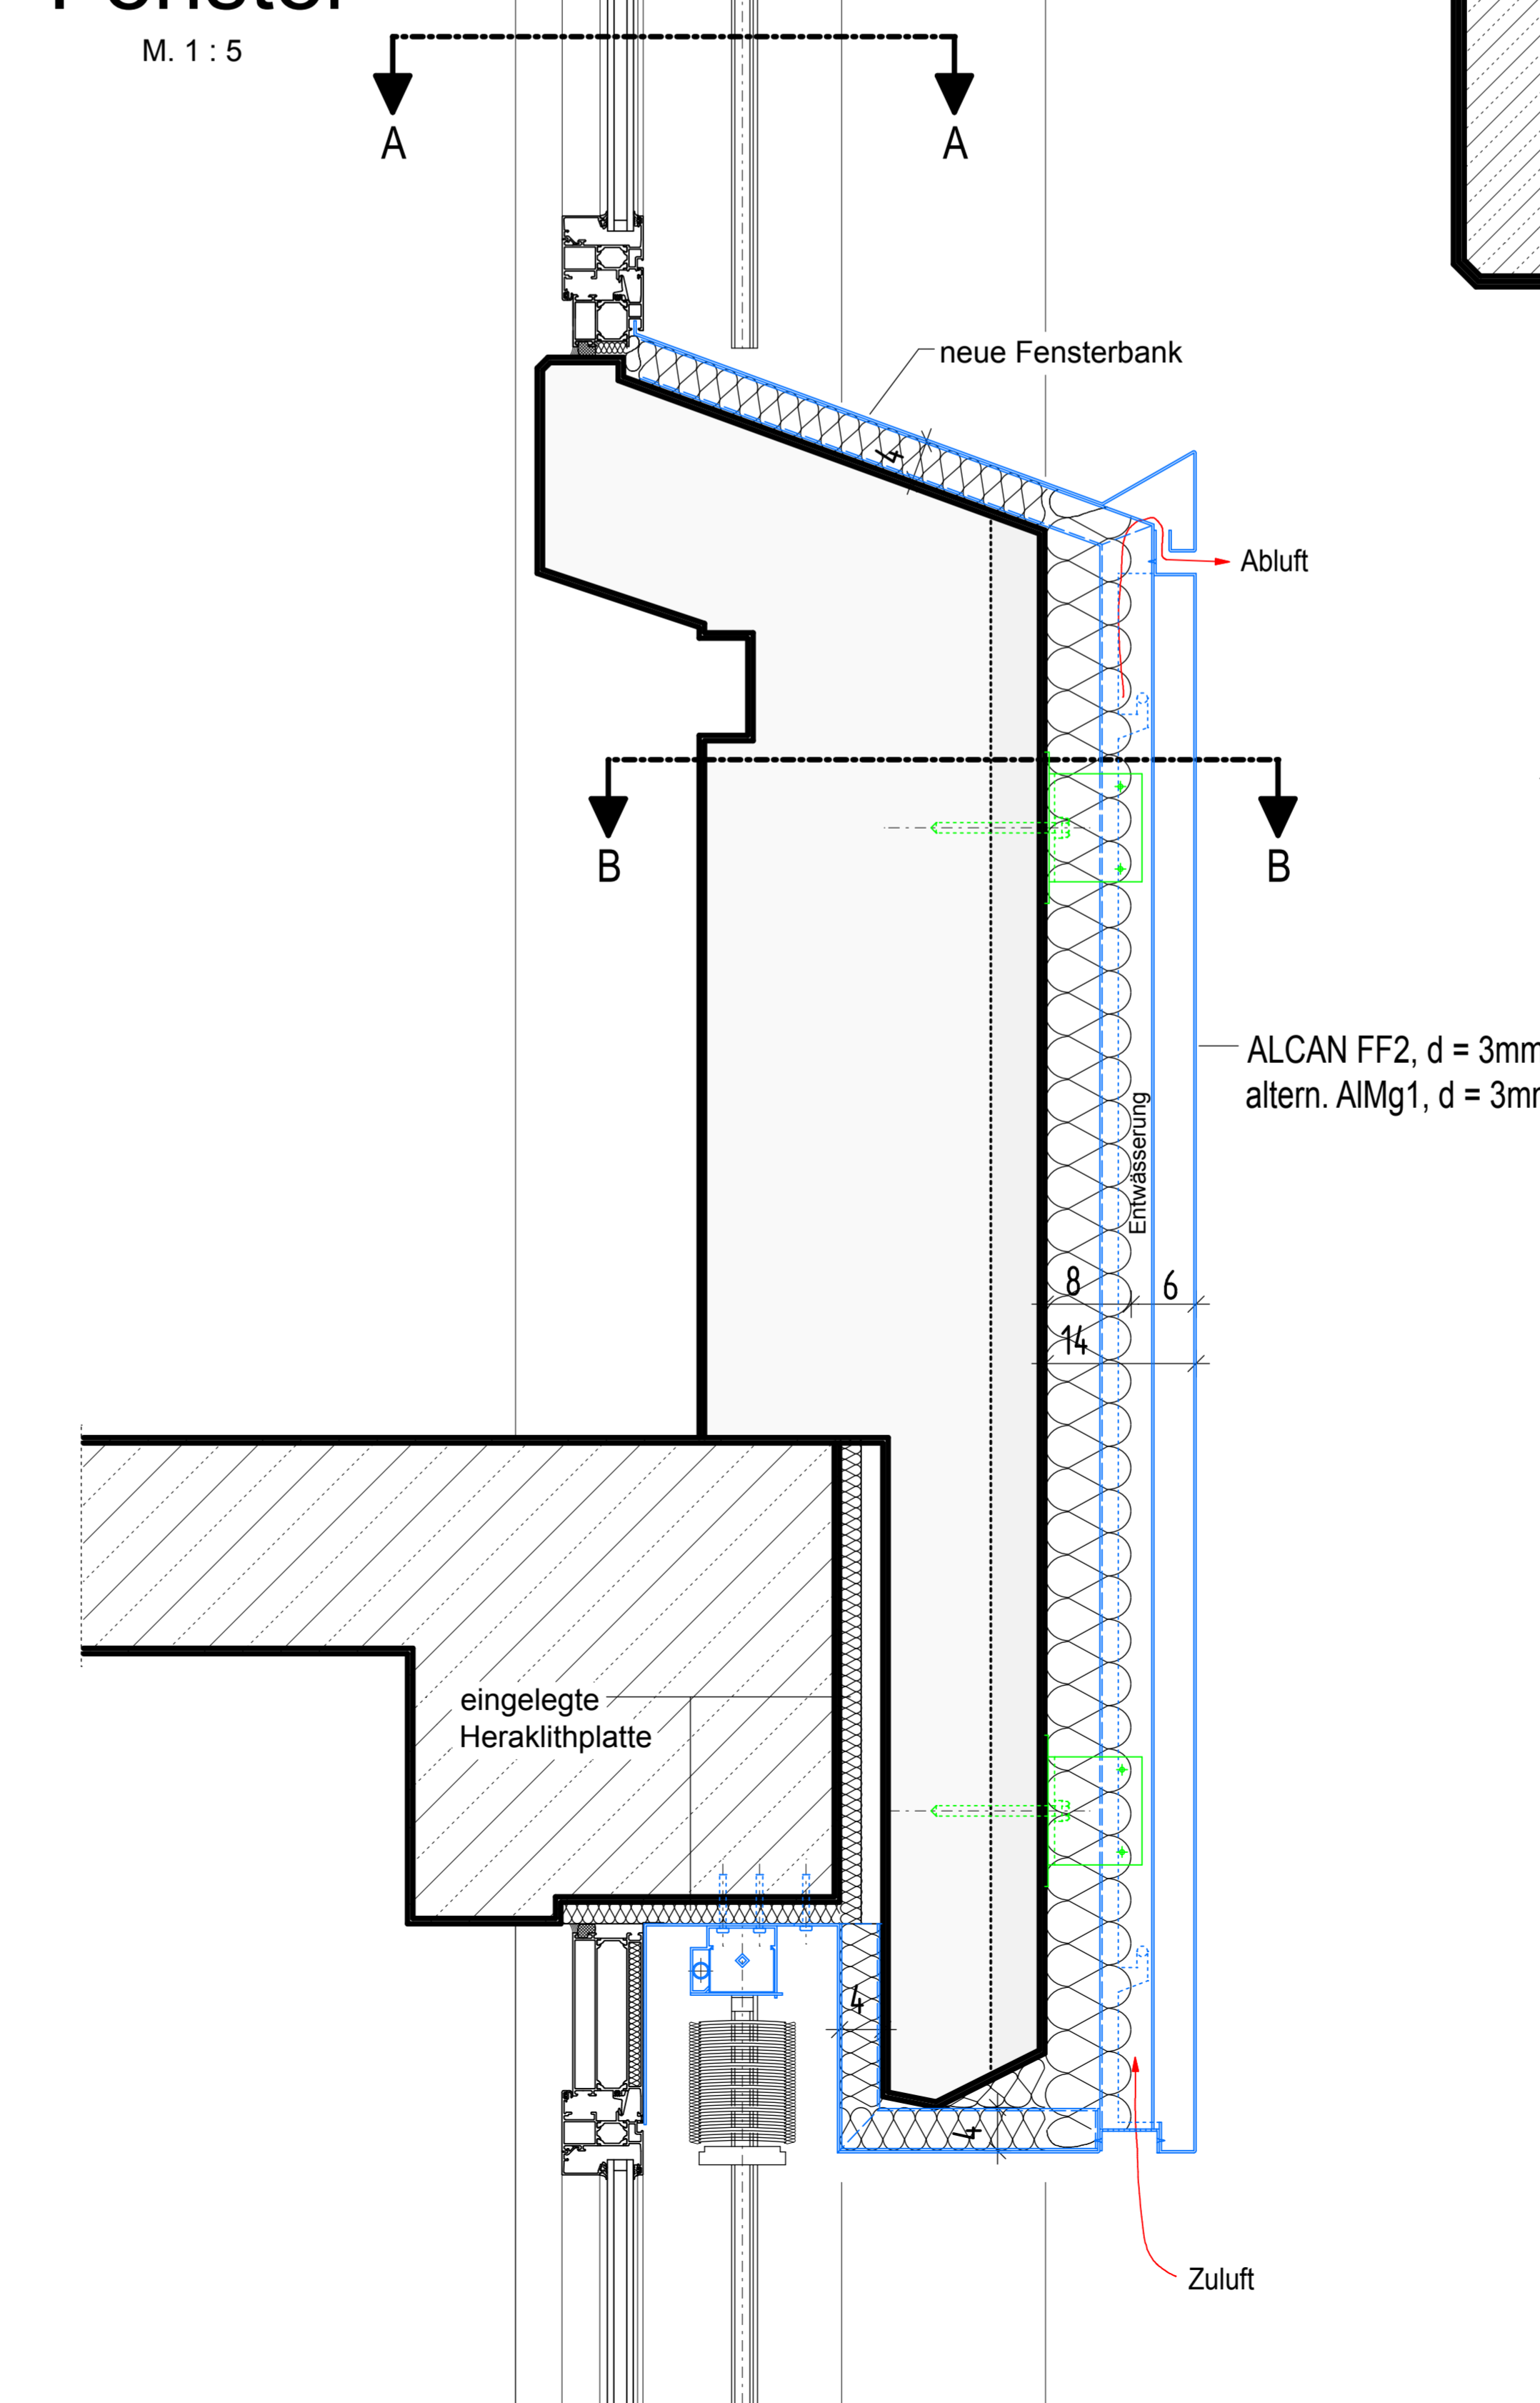 Fenster
M. 1 : 5
A
A
neue Fensterbank
4
Abluft
B
B
ALCAN FF2, d = 3mm
altern. AlMg1, d = 3mm
Entwässerung
8
6
14
eingelegte
Heraklithplatte
4
4
Zuluft